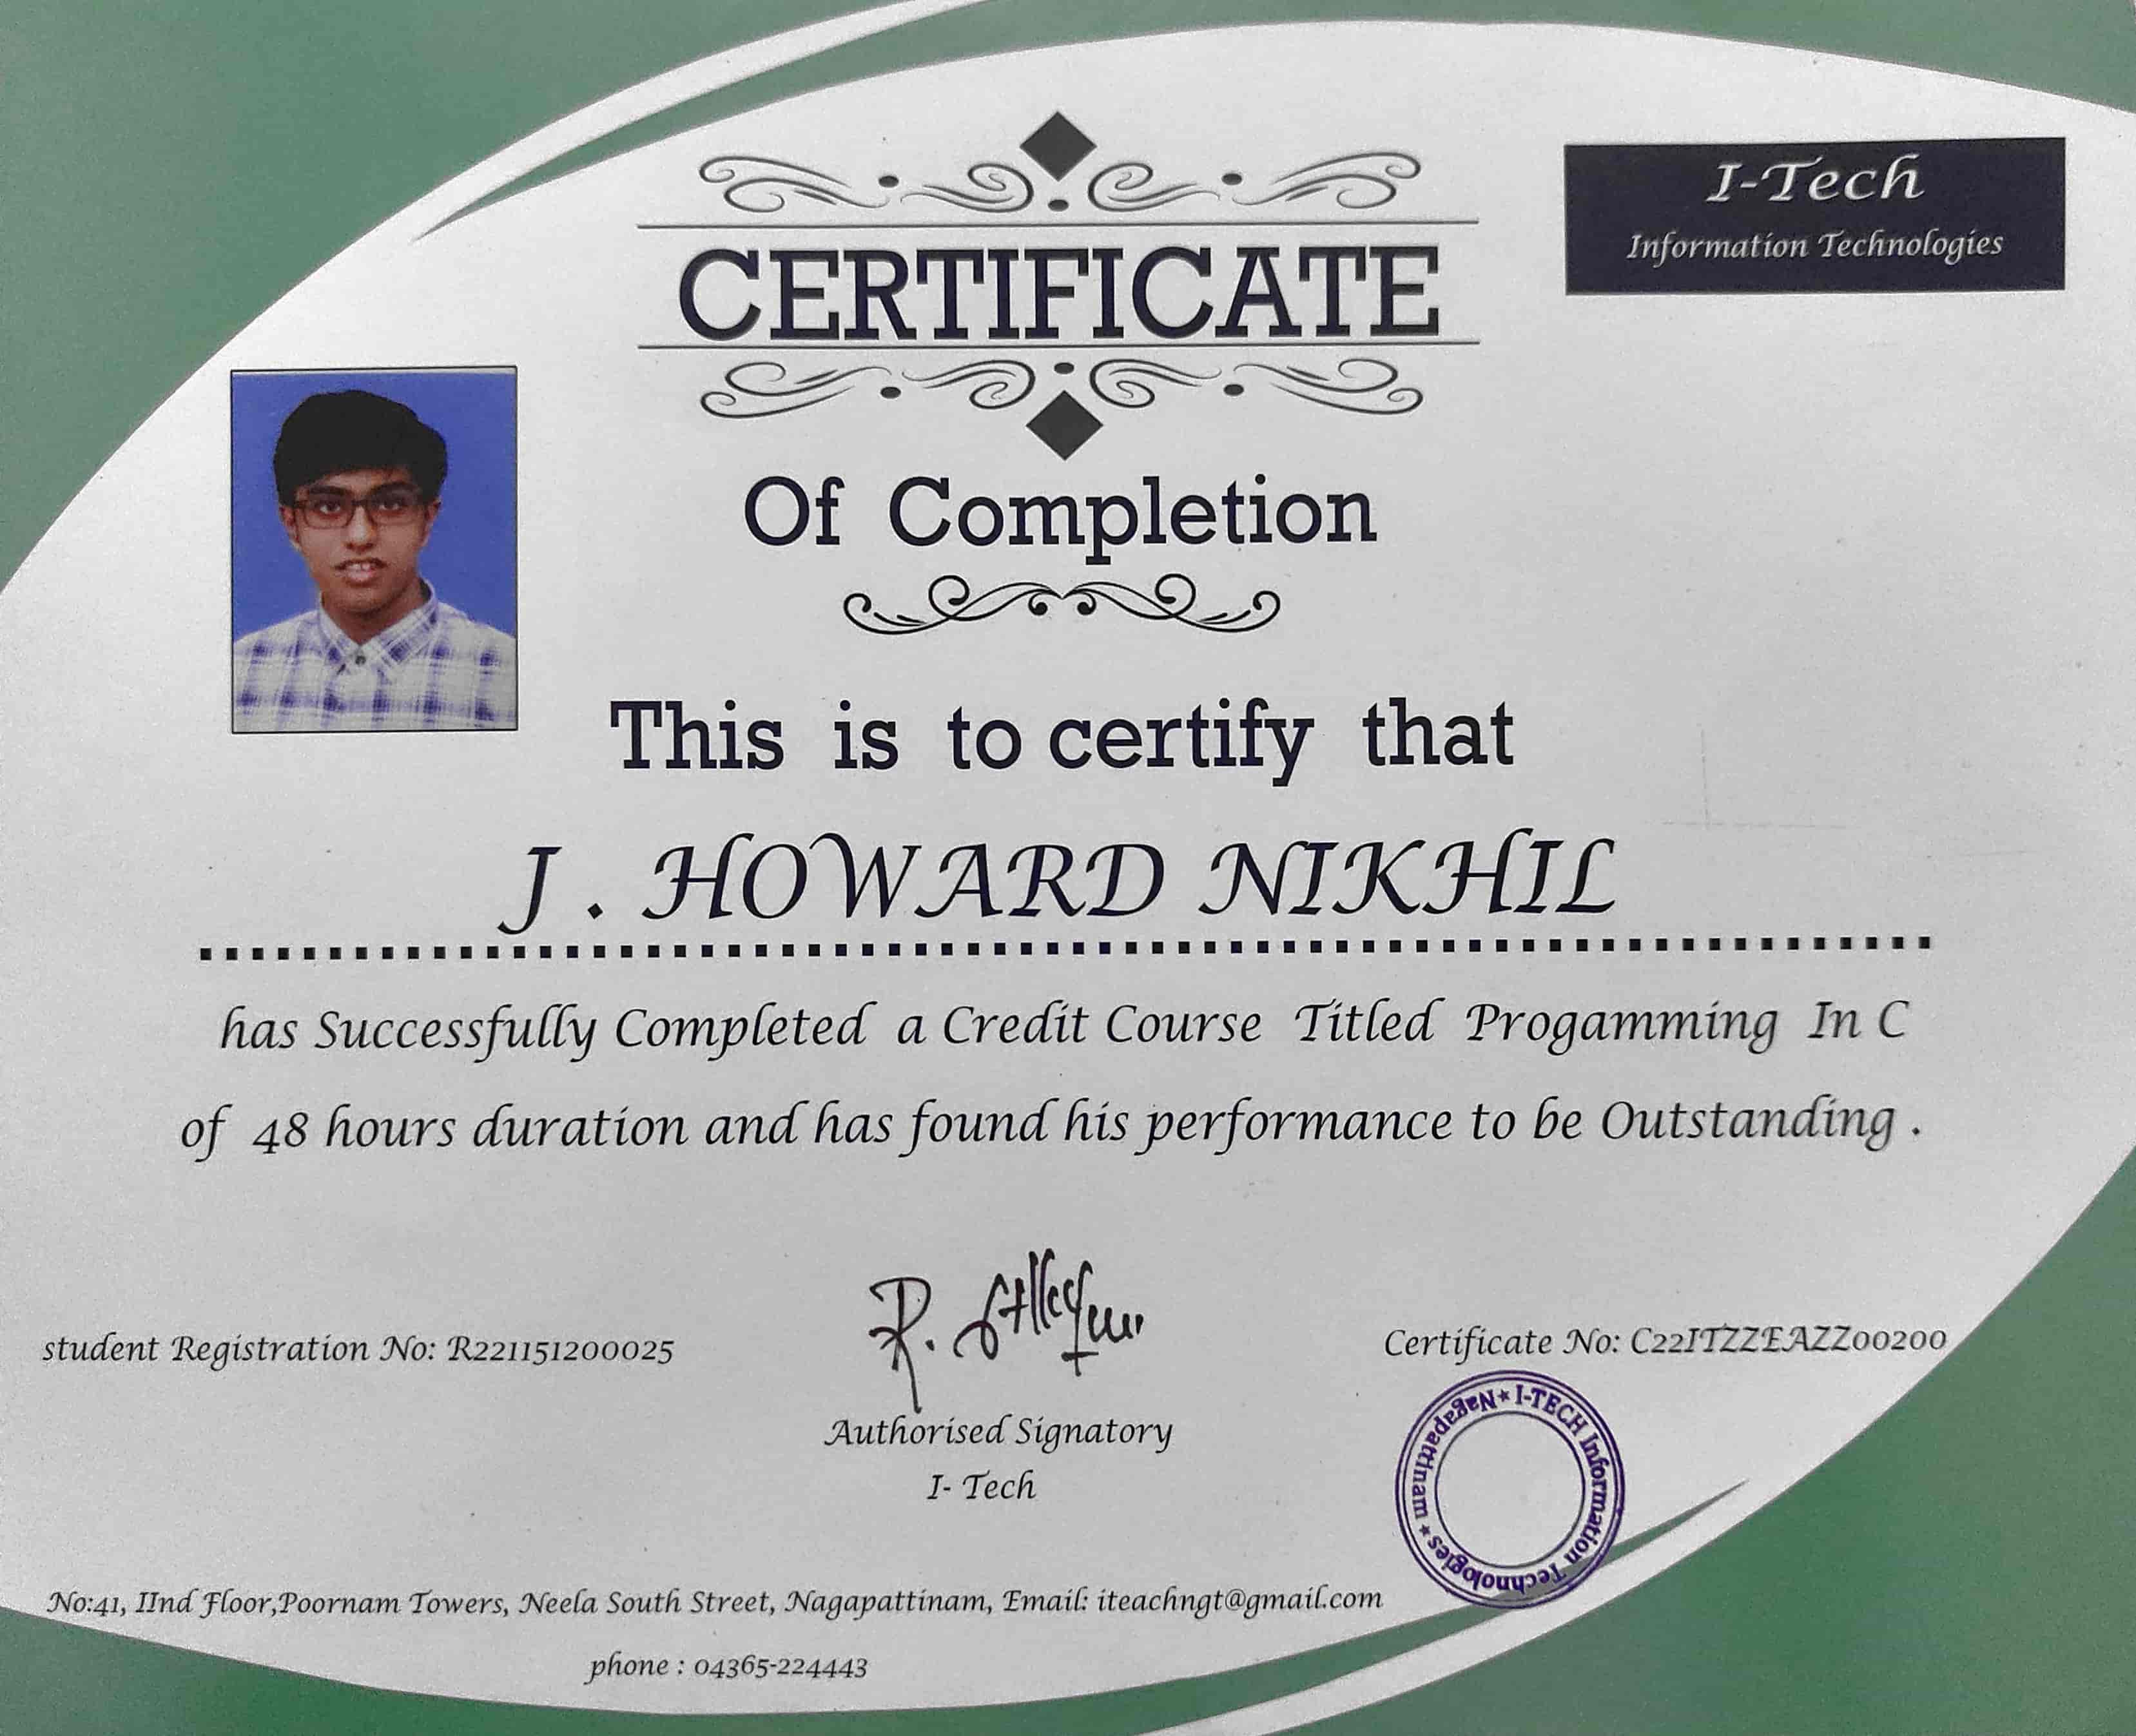 I-Tech
Information Technologies
CERTIFICATE
Of Completion
This is to certify that
J . HOWARD NIKHIL
has Successfully Completed a Credit Course Titled Progamming In C
of 48 hours duration and has found his performance to be Outstanding .
student Registration No: R221151200025
Certificate No: C22ITZZEAZZ00200
Authorised Signatory
I- Tech
I-TECH Information Technologies * Nagapattinam *
No:41, IInd Floor,Poornam Towers, Neela South Street, Nagapattinam, Email: iteachngt@gmail.com
phone : 04365-224443